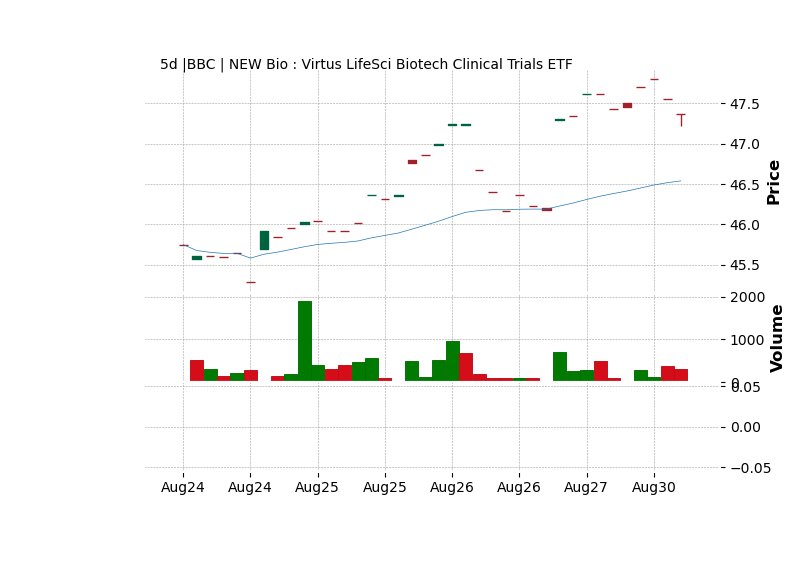 5d |BBC | NEW Bio : Virtus LifeSci Biotech Clinical Trials ETF
47.5
47.0
46.5
46.0
45.5
Price
2000
1000
0
Volume
0.05
0.00
−0.05
Aug24 Aug24 Aug25 Aug25 Aug26 Aug26 Aug27 Aug30